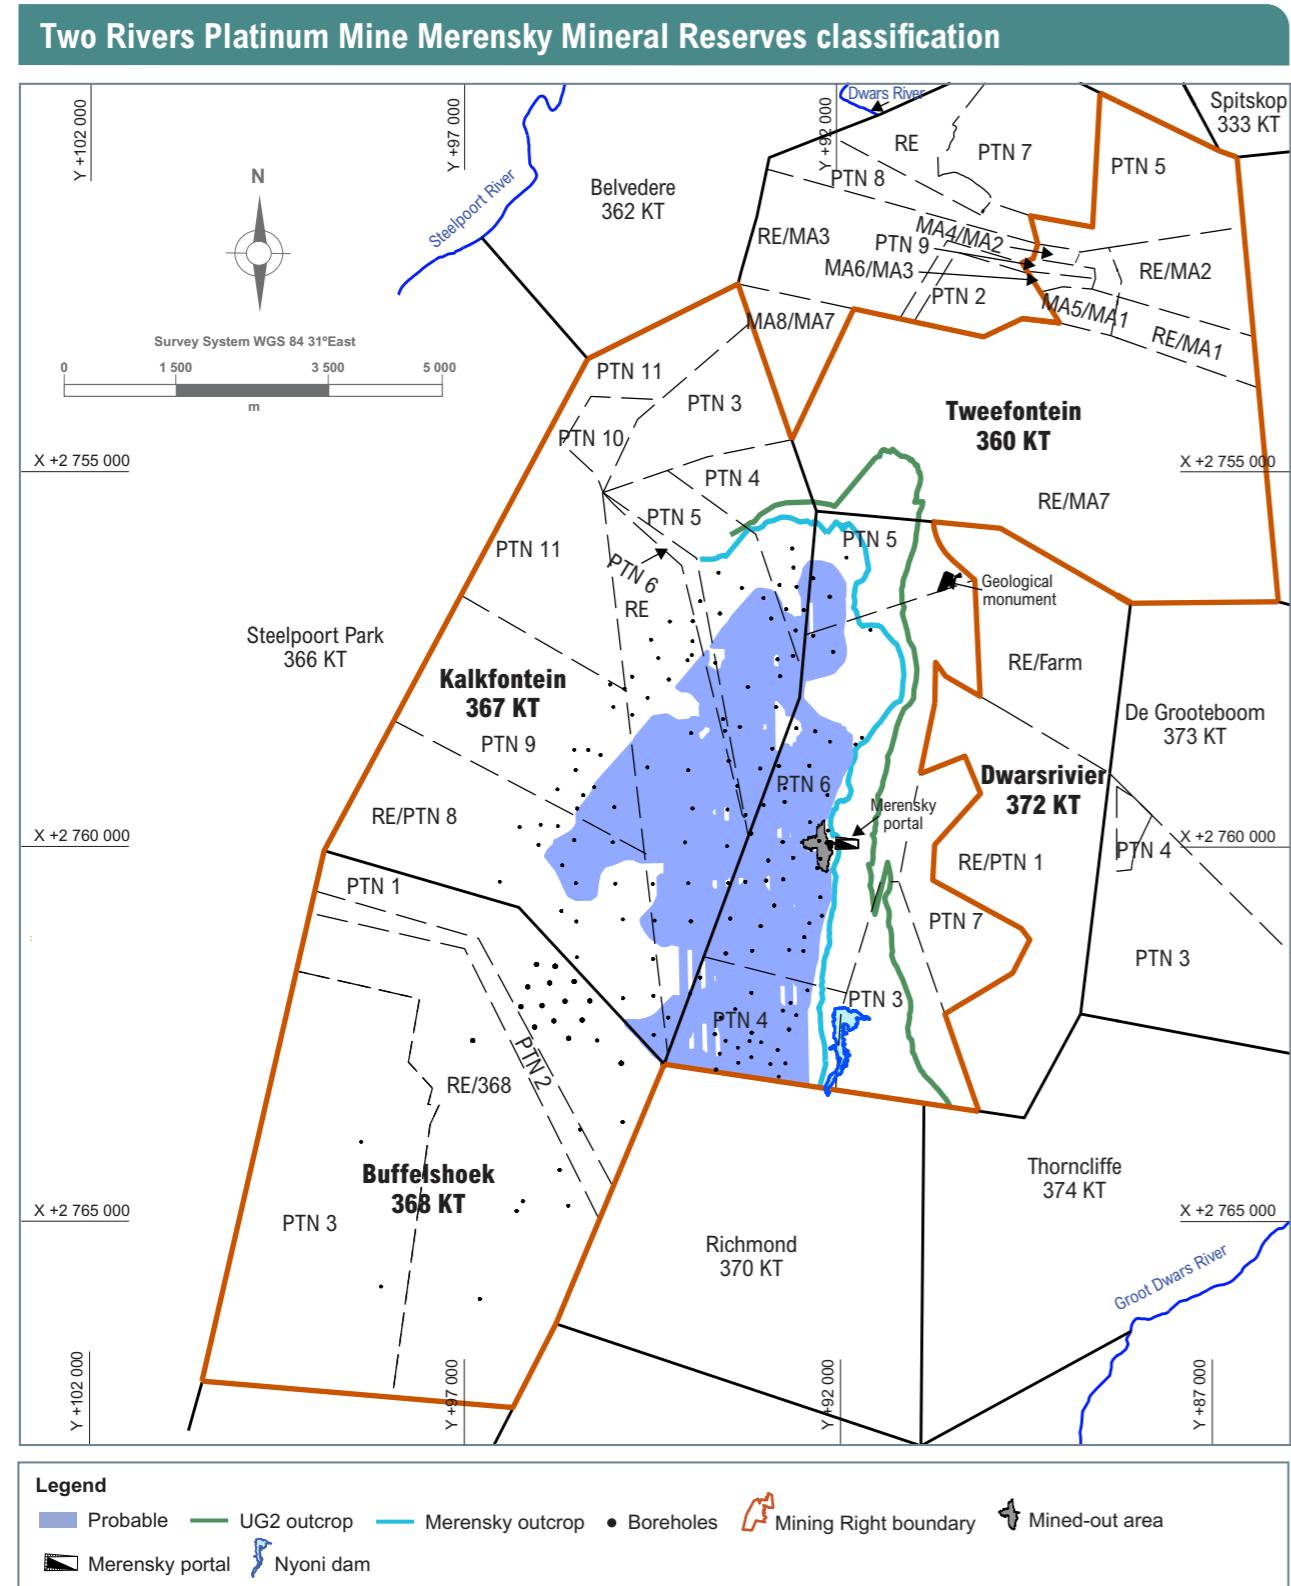 Two Rivers Platinum Mine Merensky Mineral Reserves classification
Y +102 000
Y +97 000
Y +92 000
Dwars River
Spitskop
333 KT
RE
PTN 7
PTN 5
PTN 8
Belvedere
362 KT
N
Steelpoort River
RE/MA3
MA4/MA2
PTN 9
MA6/MA3
RE/MA2
PTN 2
MA5/MA1
RE/MA1
MA8/MA7
Survey System WGS 84 31°East
0
1 500
3 500
5 000
m
PTN 11
PTN 3
PTN 10
Tweefontein
360 KT
X +2 755 000
X +2 755 000
PTN 4
RE/MA7
PTN 5
PTN 5
PTN 11
PTN 6
Geological
monument
RE
Steelpoort Park
366 KT
RE/Farm
Kalkfontein
367 KT
De Grooteboom
373 KT
PTN 9
PTN 6
Dwarsrivier
372 KT
Merensky
portal
RE/PTN 8
X +2 760 000
X +2 760 000
PTN 4
RE/PTN 1
PTN 1
PTN 7
PTN 3
PTN 3
PTN 4
PTN 2
RE/368
Buffelshoek
368 KT
Thorncliffe
374 KT
X +2 765 000
X +2 765 000
PTN 3
Richmond
370 KT
Groot Dwars River
Y +102 000
Y +97 000
Y +92 000
Y +87 000
Legend
Probable
UG2 outcrop
Merensky outcrop
Boreholes
Mining Right boundary
Mined-out area
Merensky portal
Nyoni dam